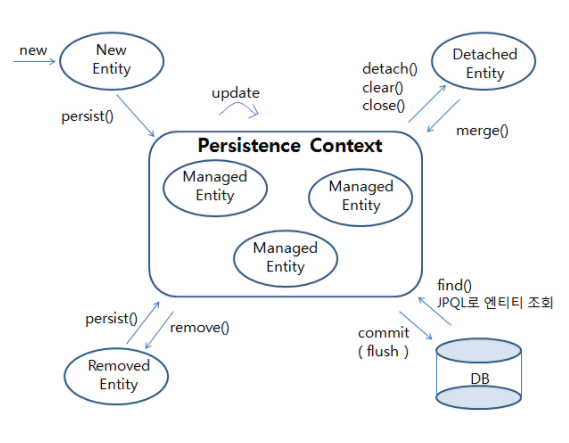 new
New
Entity
persist()
update
detach()
clear()
close()
Detached
Entity
merge()
Persistence Context
Managed
Entity
Managed
Entity
Managed
Entity
persist()
remove()
Removed
Entity
find()
JPQL로 엔티티 조회
commit
( flush )
DB